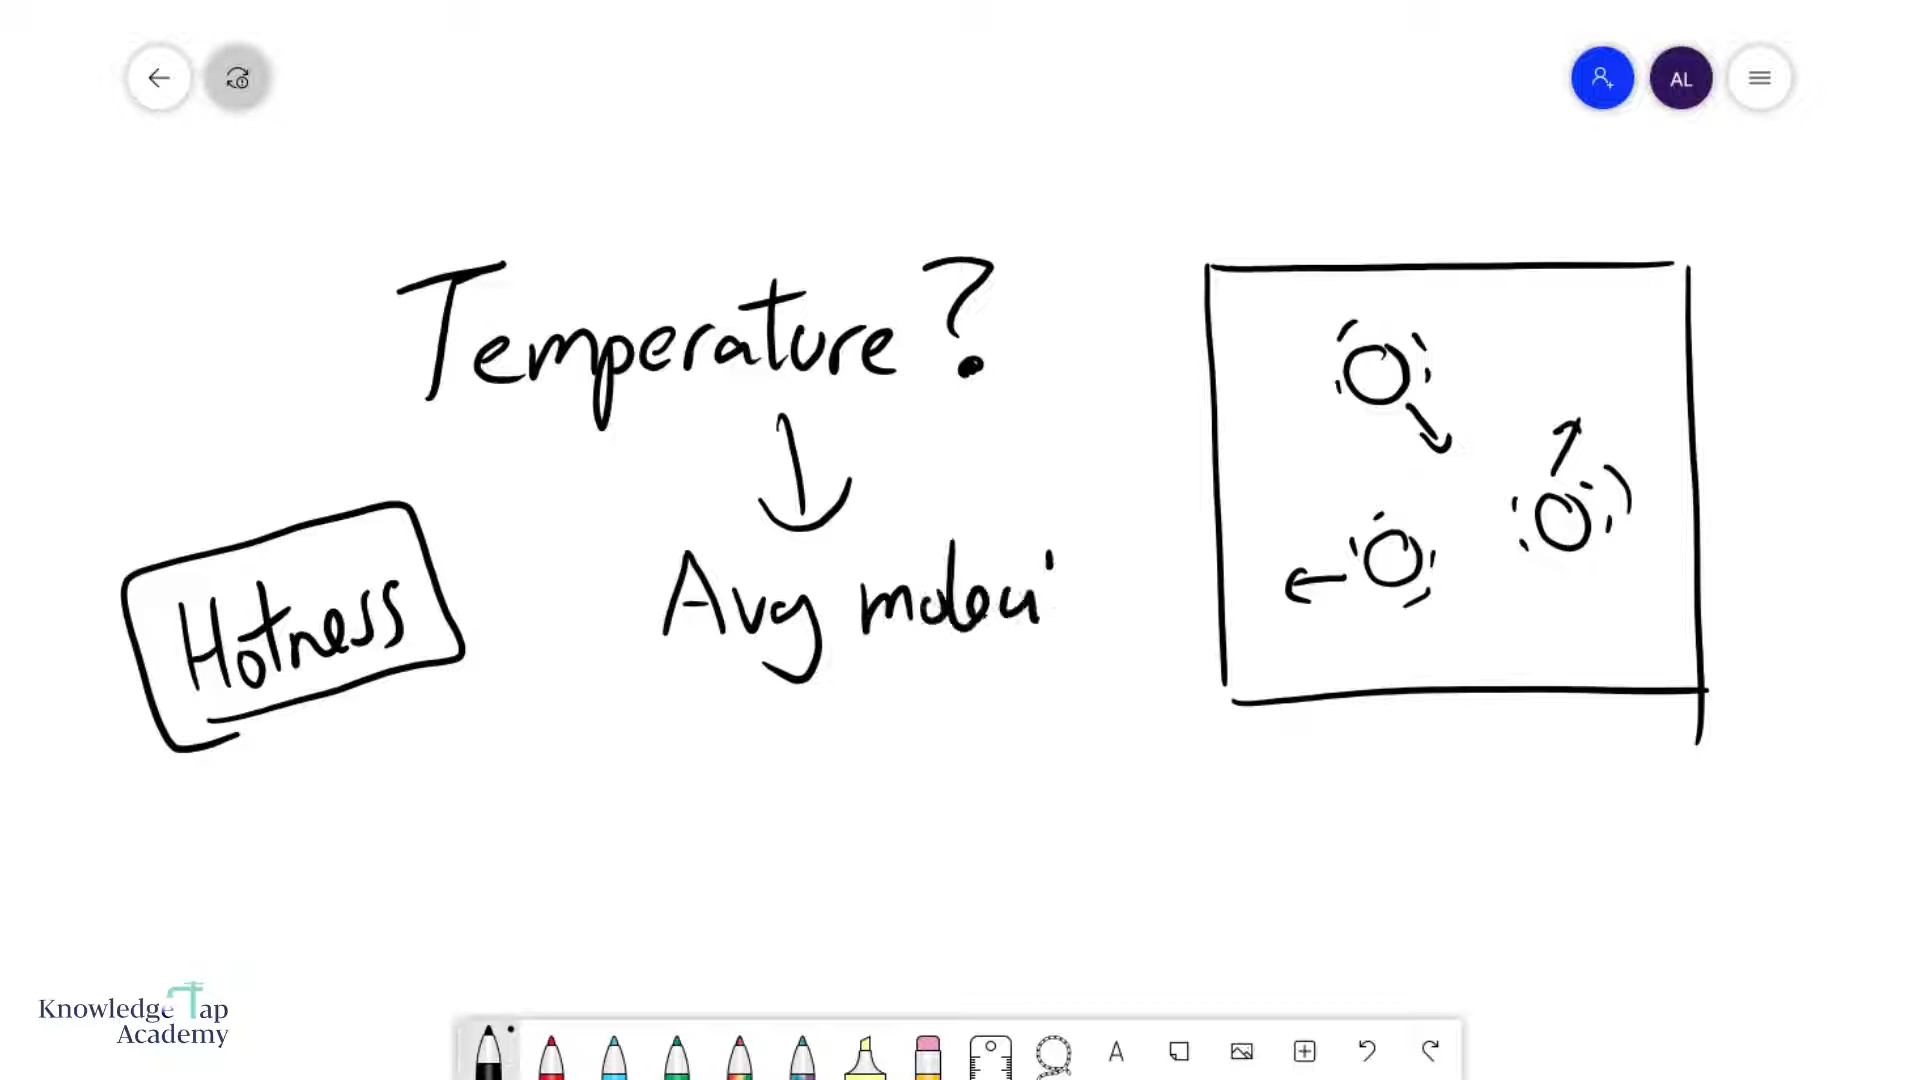 AL
Temperature?
Hotness
Avg molecu
Knowledge Tap
Academy
A